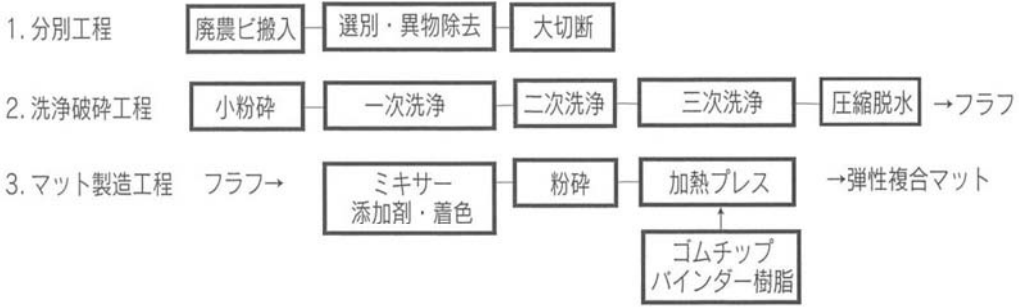 1. 分別工程 廃農ビ搬入 選別・異物除去 大切断
2. 洗浄破砕工程 小粉砕 一次洗浄 二次洗浄 三次洗浄 圧縮脱水 →フラフ
3. マット製造工程 フラフ→ ミキサー 粉砕 加熱プレス →弾性複合マット
添加剤・着色
ゴムチップ
バインダー樹脂